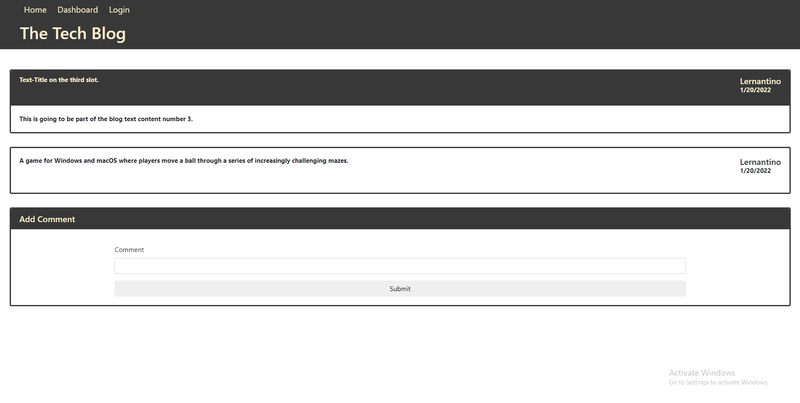 Home Dashboard Login
The Tech Blog
Text-Title on the third slot.
Lernantino
1/20/2022
This is going to be part of the blog text content number 3.
A game for Windows and macOS where players move a ball through a series of increasingly challenging mazes.
Lernantino
1/20/2022
Add Comment
Comment
Submit
Activate Windows
Go to Settings to activate Windows.